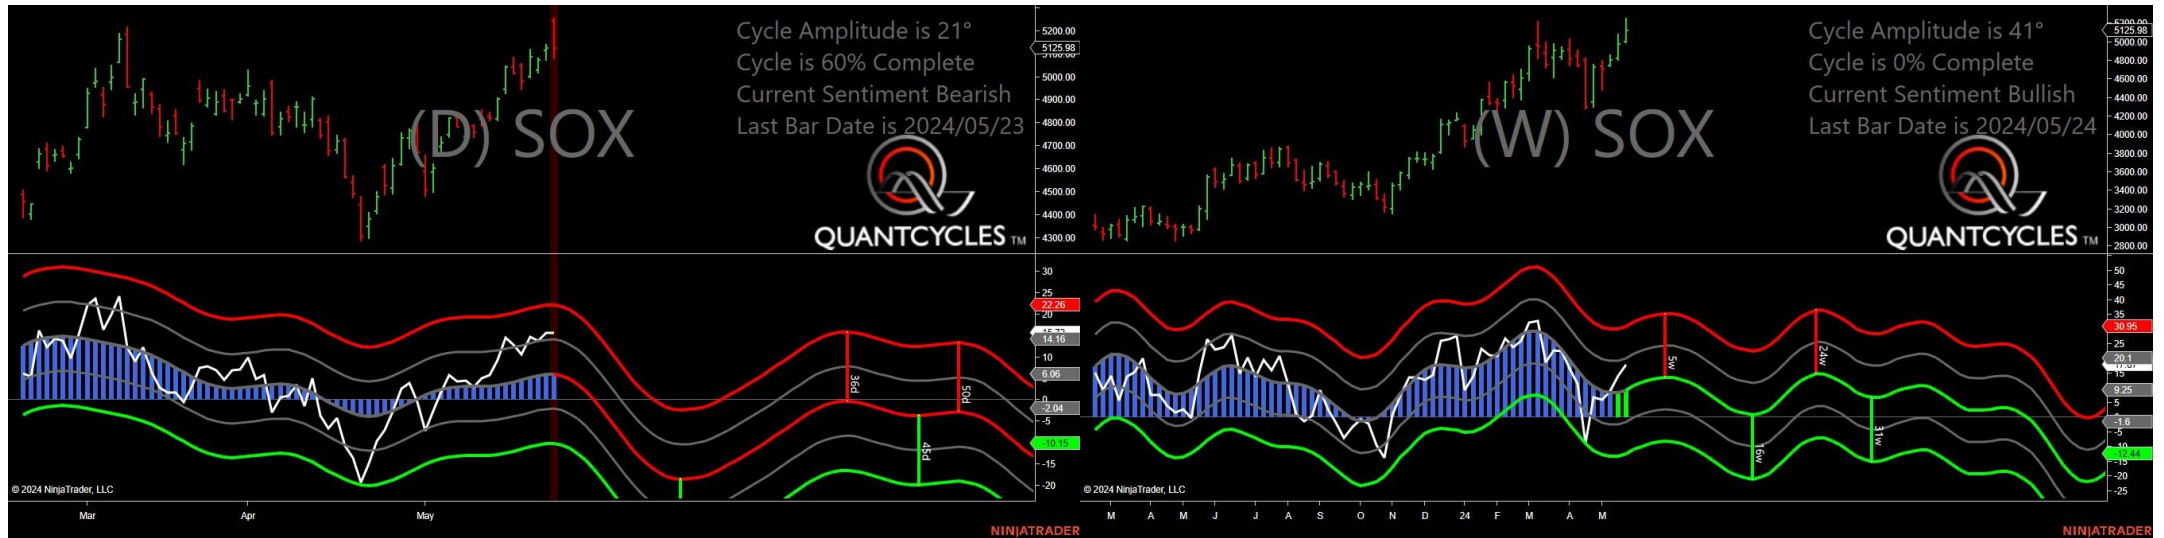 Cycle Amplitude is 21°
Cycle is 60% Complete
Current Sentiment Bearish
Last Bar Date is 2024/05/23
(D) SOX
QUANTCYCLES TM
5200.00
5125.98
5000.00
4900.00
4800.00
4700.00
4600.00
4500.00
4400.00
4300.00
30
25
22.26
20
14.16
10
6.06
0
-2.04
-5
-10.15
-15
-20
36d
45d
50d
© 2024 NinjaTrader, LLC
Mar Apr May
NINJATRADER
Cycle Amplitude is 41°
Cycle is 0% Complete
Current Sentiment Bullish
Last Bar Date is 2024/05/24
(W) SOX
QUANTCYCLES TM
5200.00
5125.98
5000.00
4800.00
4600.00
4400.00
4200.00
4000.00
3800.00
3600.00
3400.00
3200.00
3000.00
2800.00
50
45
40
35
30.95
25
20.1
15
9.25
5
-1.6
-5
-10
-12.44
-15
-20
-25
5w
16w
24w
31w
© 2024 NinjaTrader, LLC
M A M J J A S O N D 24 F M A M
NINJATRADER